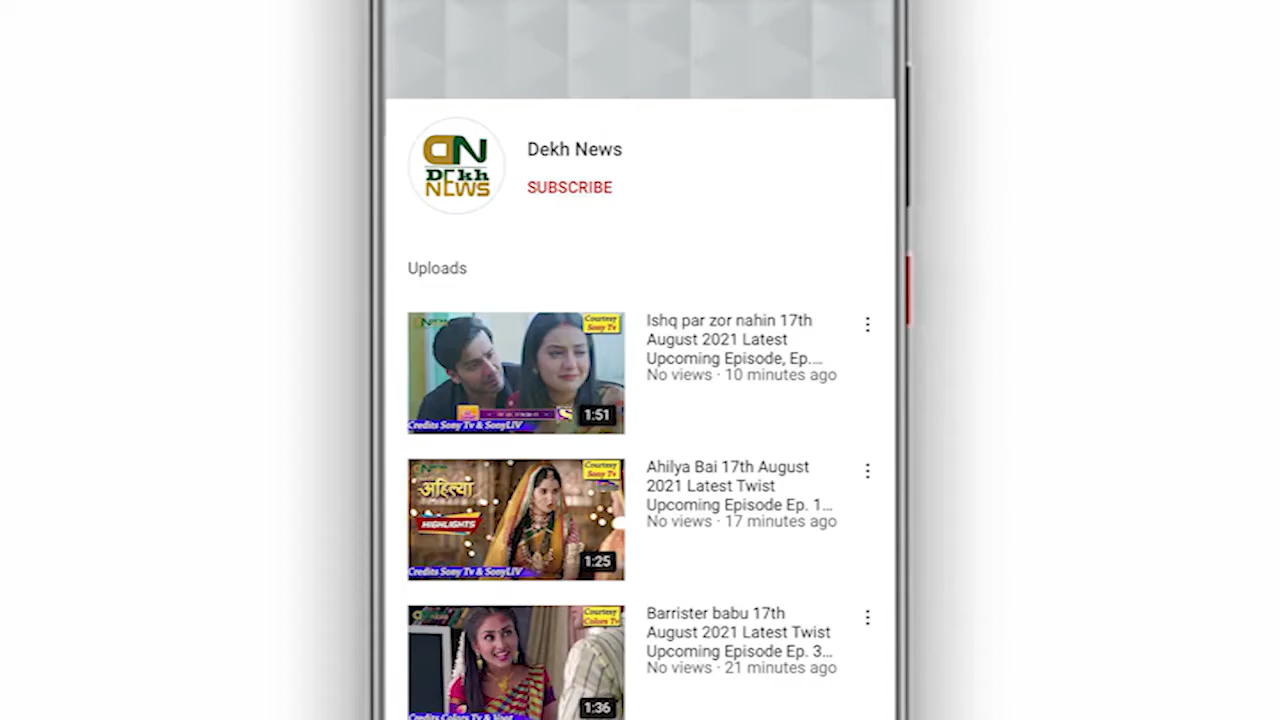 DN
Dekh
NEWS
Dekh News
SUBSCRIBE
Uploads
Courtesy
Sony Tv
1:51
Credits Sony Tv & SonyLIV
Ishq par zor nahin 17th
August 2021 Latest
Upcoming Episode, Ep....
No views · 10 minutes ago
Courtesy
Sony Tv
अहिल्या
HIGHLIGHTS
1:25
Credits Sony Tv & SonyLIV
Ahilya Bai 17th August
2021 Latest Twist
Upcoming Episode Ep. 1...
No views · 17 minutes ago
Courtesy
Colors Tv
1:36
Credits Colors Tv & Voot
Barrister babu 17th
August 2021 Latest Twist
Upcoming Episode Ep. 3...
No views · 21 minutes ago